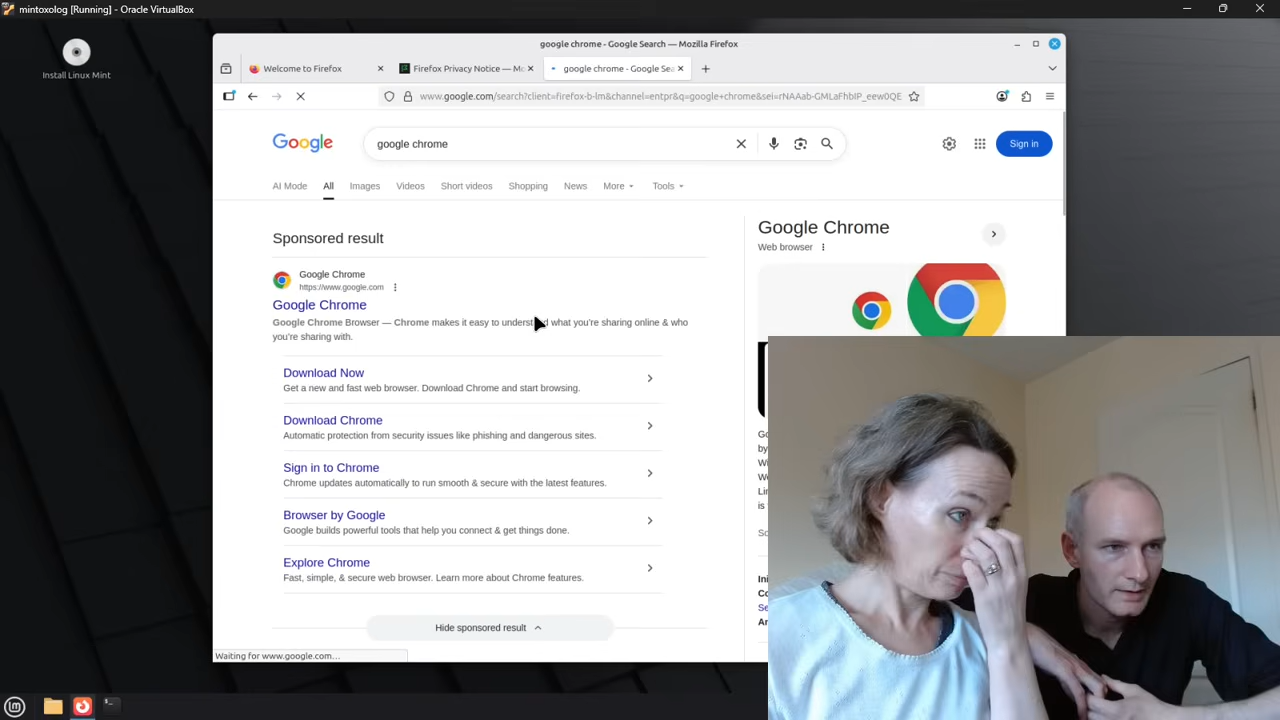 google chrome - Google Search — Mozilla Firefox
Welcome to Firefox
Firefox Privacy Notice — Mo
google chrome - Google Sea
www.google.com/search?client=firefox-b-lm&channel=entpr&q=google+chrome&sei=
Google
google chrome
Sign in
AI Mode
All
Images
Videos
Short videos
Shopping
News
More
Tools
Install Linux Mint
Sponsored result
Google Chrome
https://www.google.com
Google Chrome
Google Chrome Browser — Chrome makes it easy to understand what you're sharing online & who
you're sharing with.
Download Now
Get a new and fast web browser. Download Chrome and start browsing.
Download Chrome
Automatic protection from security issues like phishing and dangerous sites.
Sign in to Chrome
Chrome updates automatically to run smooth & secure with the latest features.
Browser by Google
Google builds powerful tools that help you connect & get things done.
Explore Chrome
Fast, simple, & secure web browser. Learn more about Chrome features.
Hide sponsored result
Google Chrome
Web browser
Waiting for www.google.com...